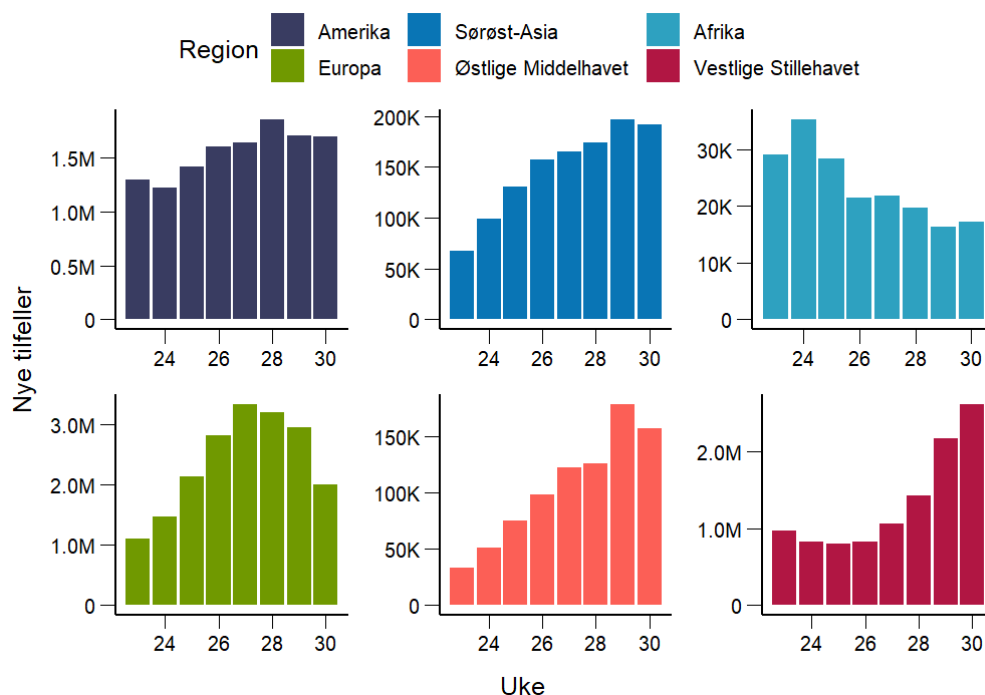 Region
Amerika Sørøst-Asia Afrika
Europa Østlige Middelhavet Vestlige Stillehavet
Nye tilfeller
1.5M
1.0M
0.5M
0
24 26 28 30
200K
150K
100K
50K
0
24 26 28 30
30K
20K
10K
0
24 26 28 30
3.0M
2.0M
1.0M
0
24 26 28 30
150K
100K
50K
0
24 26 28 30
2.0M
1.0M
0
24 26 28 30
Uke